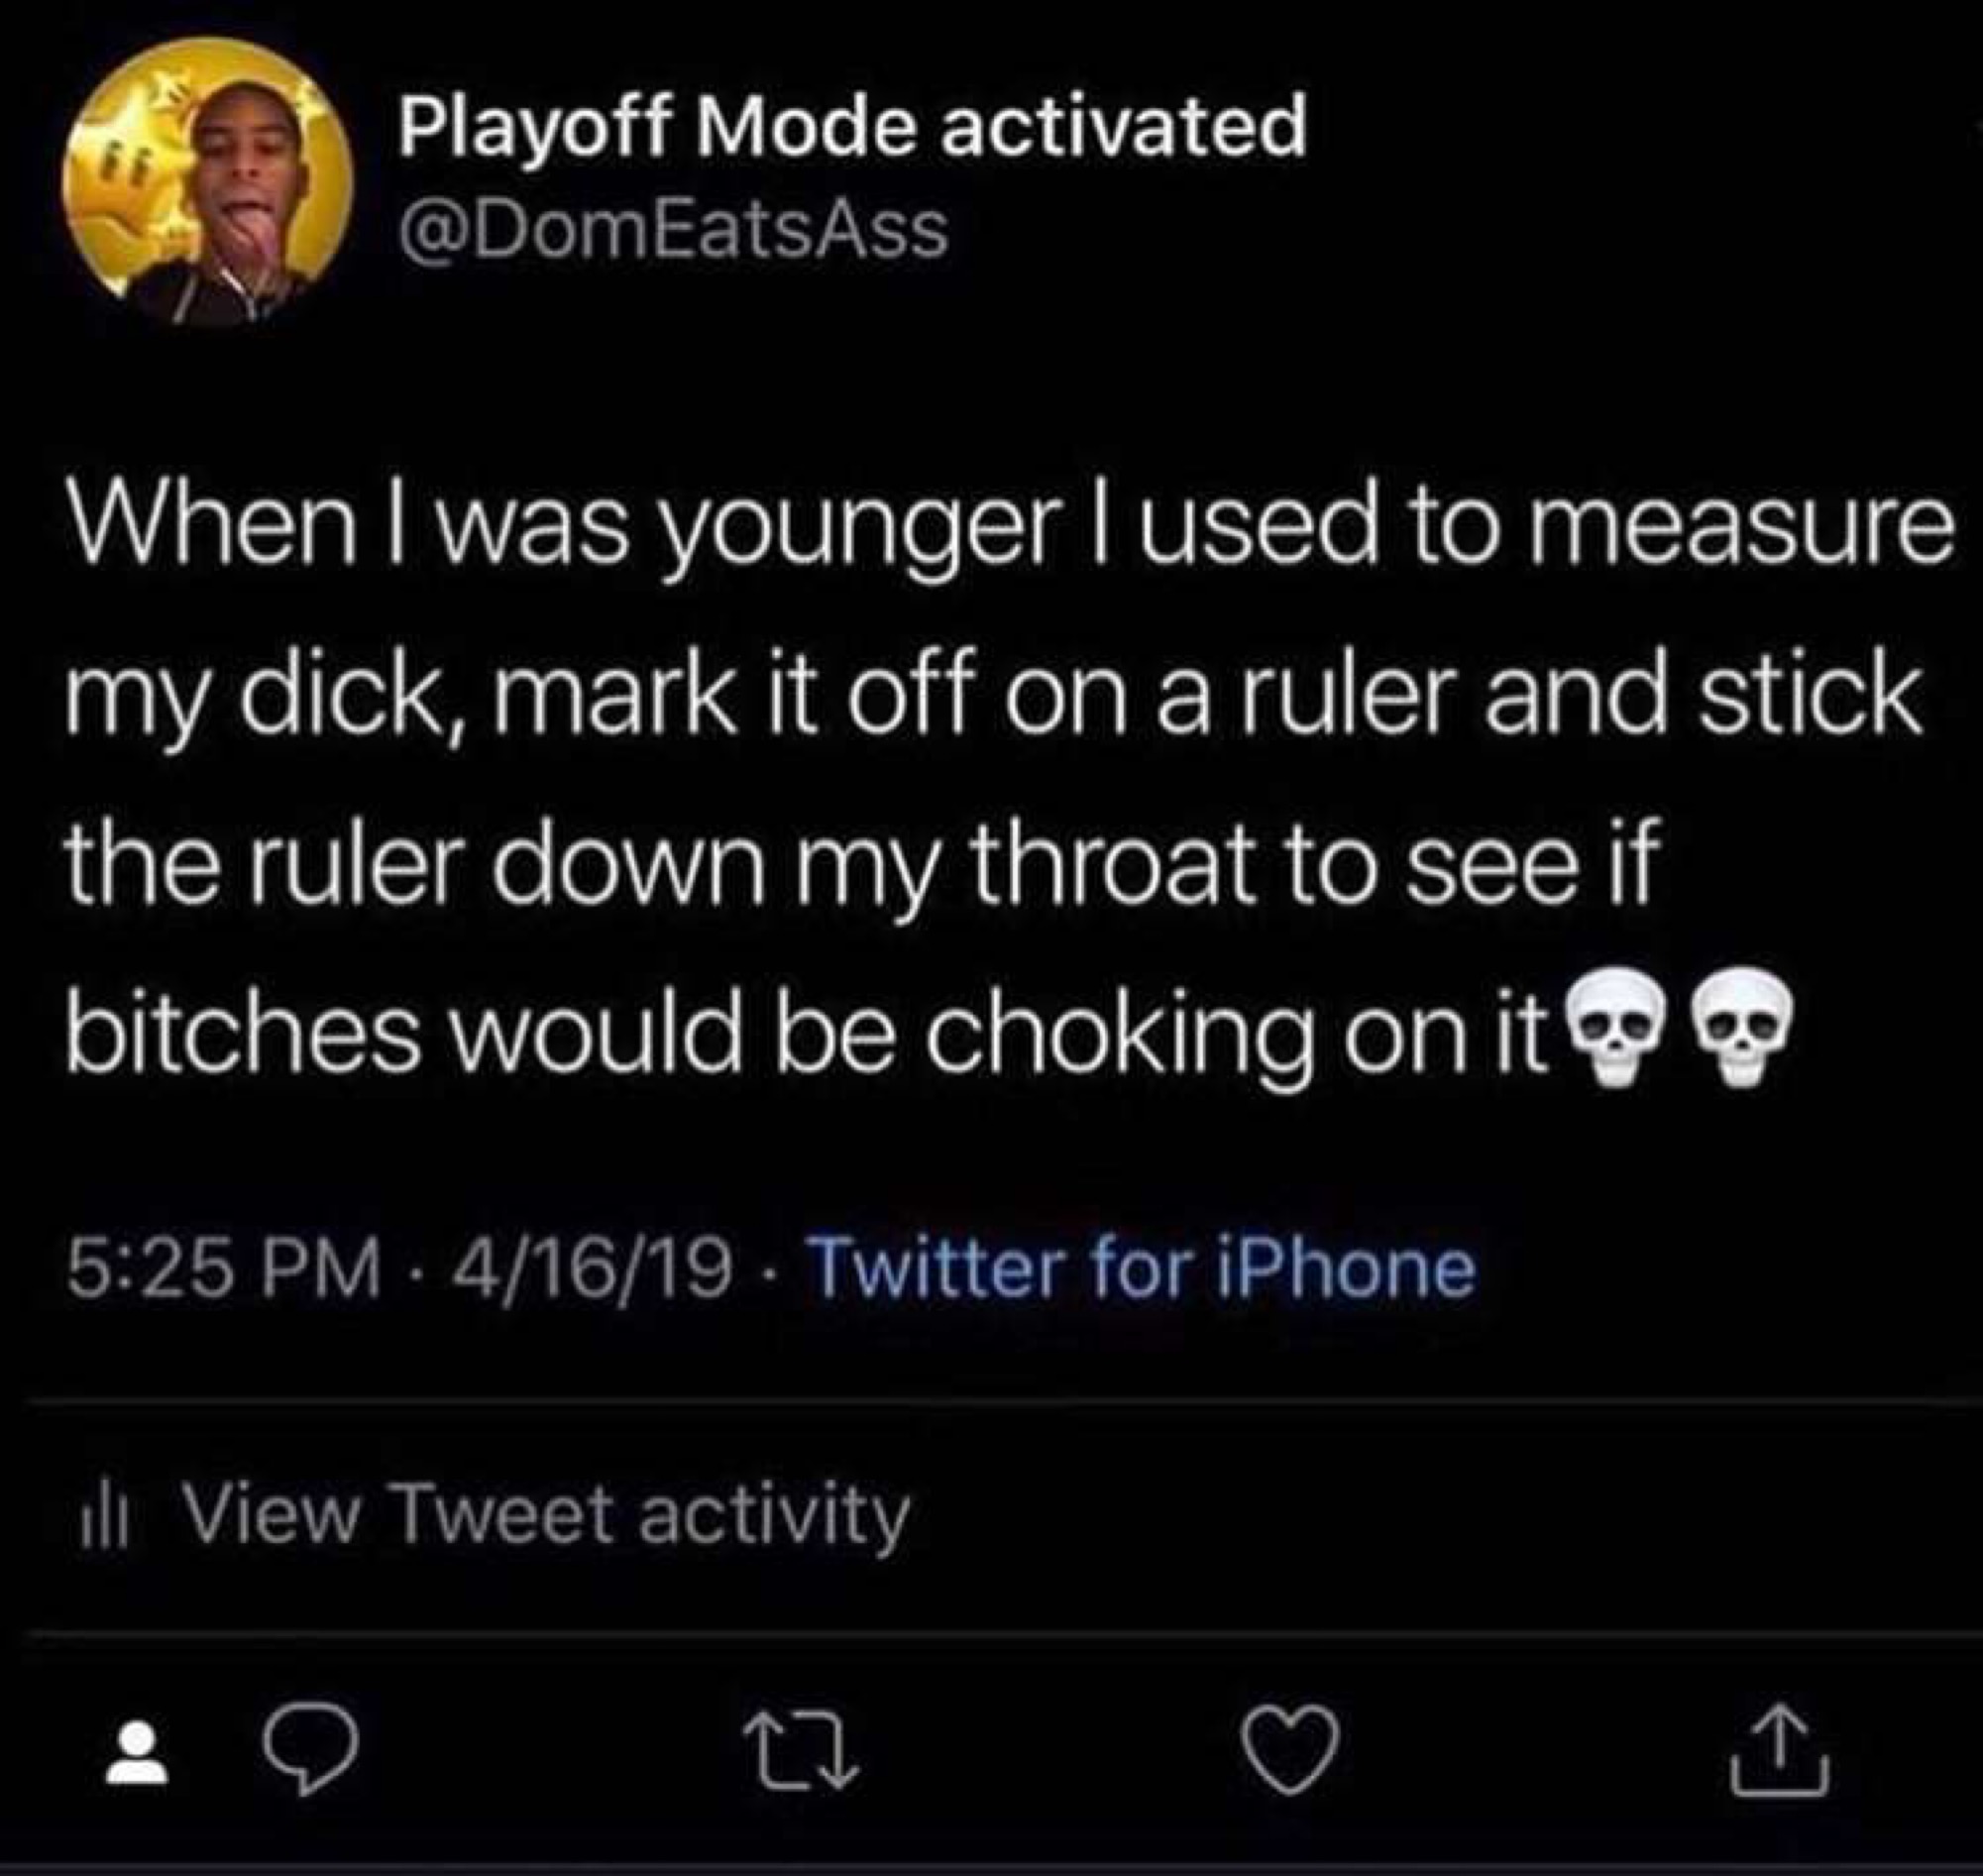 Playoff Mode activated
@DomEatsAss
When I was younger I used to measure
my dick, mark it off on a ruler and stick
the ruler down my throat to see if
bitches would be choking on it💀💀
5:25 PM · 4/16/19 · Twitter for iPhone
View Tweet activity